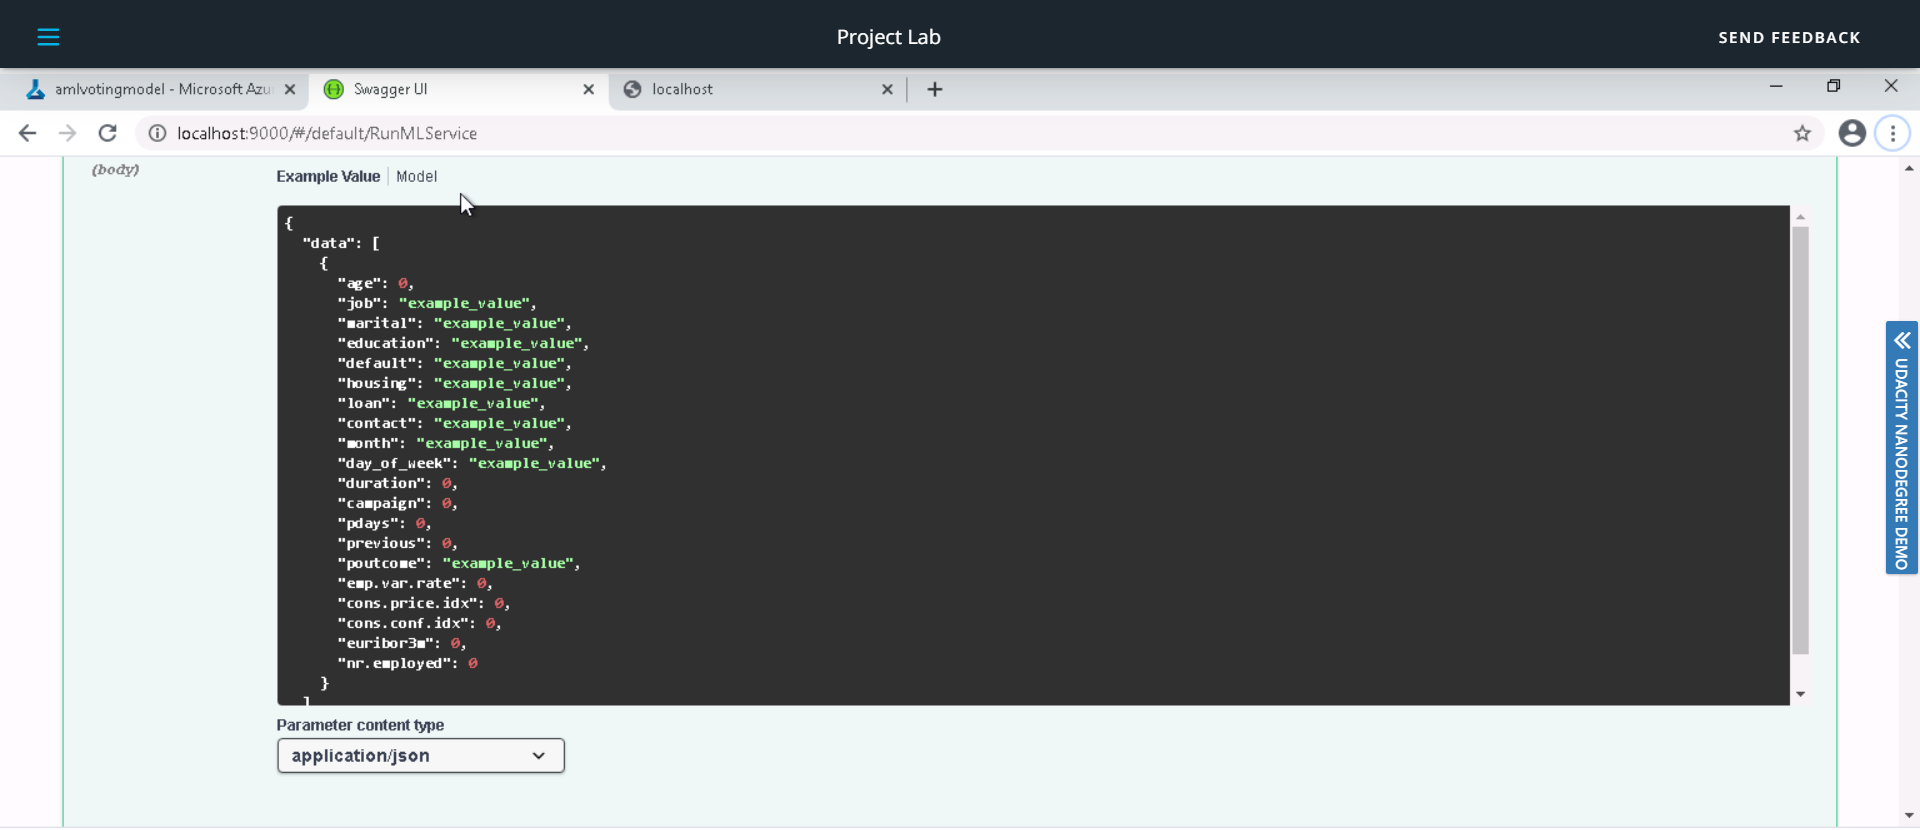 Project Lab
SEND FEEDBACK
amlvotingmodel - Microsoft Azu
Swagger UI
localhost
localhost:9000/#/default/RunMLService
(body)
Example Value | Model
{
"data": [
{
"age": 0,
"job": "example_value",
"marital": "example_value",
"education": "example_value",
"default": "example_value",
"housing": "example_value",
"loan": "example_value",
"contact": "example_value",
"month": "example_value",
"day_of_week": "example_value",
"duration": 0,
"campaign": 0,
"pdays": 0,
"previous": 0,
"poutcome": "example_value",
"emp.var.rate": 0,
"cons.price.idx": 0,
"cons.conf.idx": 0,
"euribor3m": 0,
"nr.employed": 0
}
]
Parameter content type
application/json
UDACITY NANODEGREE DEMO